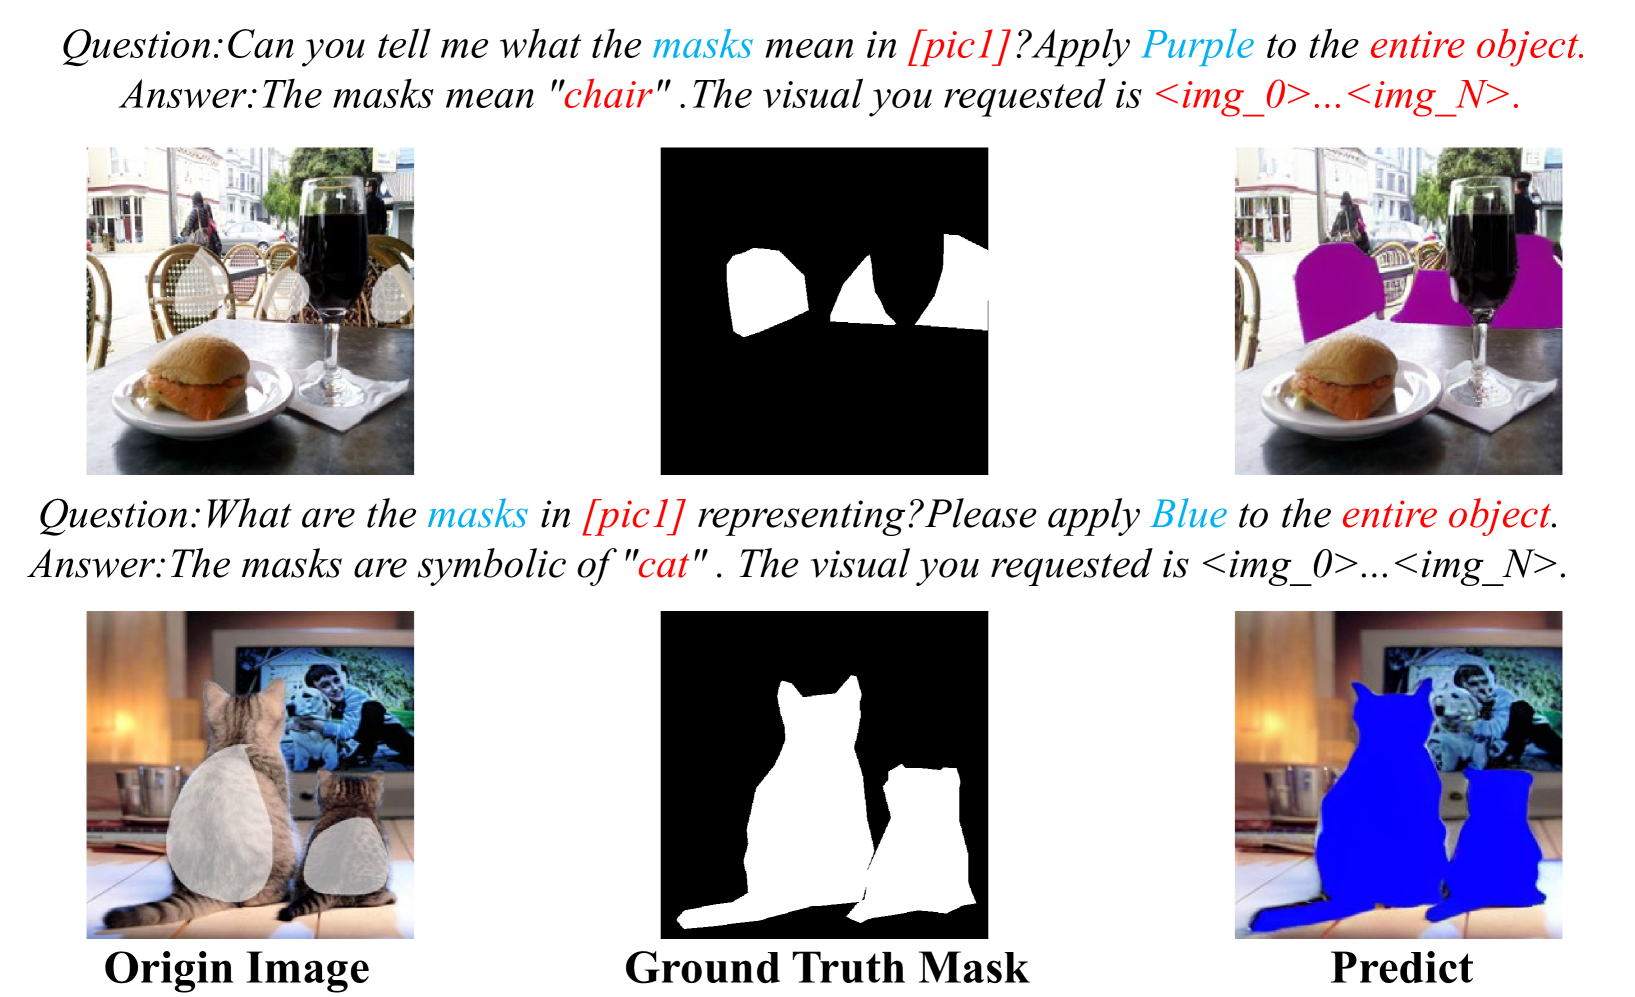 Question:Can you tell me what the masks mean in [pic1]?Apply Purple to the entire object.
Answer:The masks mean "chair" .The visual you requested is <img_0>...<img_N>.
Question:What are the masks in [pic1] representing?Please apply Blue to the entire object.
Answer:The masks are symbolic of "cat" . The visual you requested is <img_0>...<img_N>.
Origin Image
Ground Truth Mask
Predict